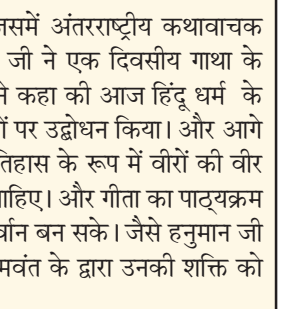 जसमें अंतरराष्ट्रीय कथावाचक
जी ने एक दिवसीय गाथा के
ने कहा की आज हिंदू धर्म के
ों पर उद्बोधन किया। और आगे
तिहास के रूप में वीरों की वीर
ाहिए। और गीता का पाठ्यक्रम
र्वान बन सके। जैसे हनुमान जी
मवंत के द्वारा उनकी शक्ति को